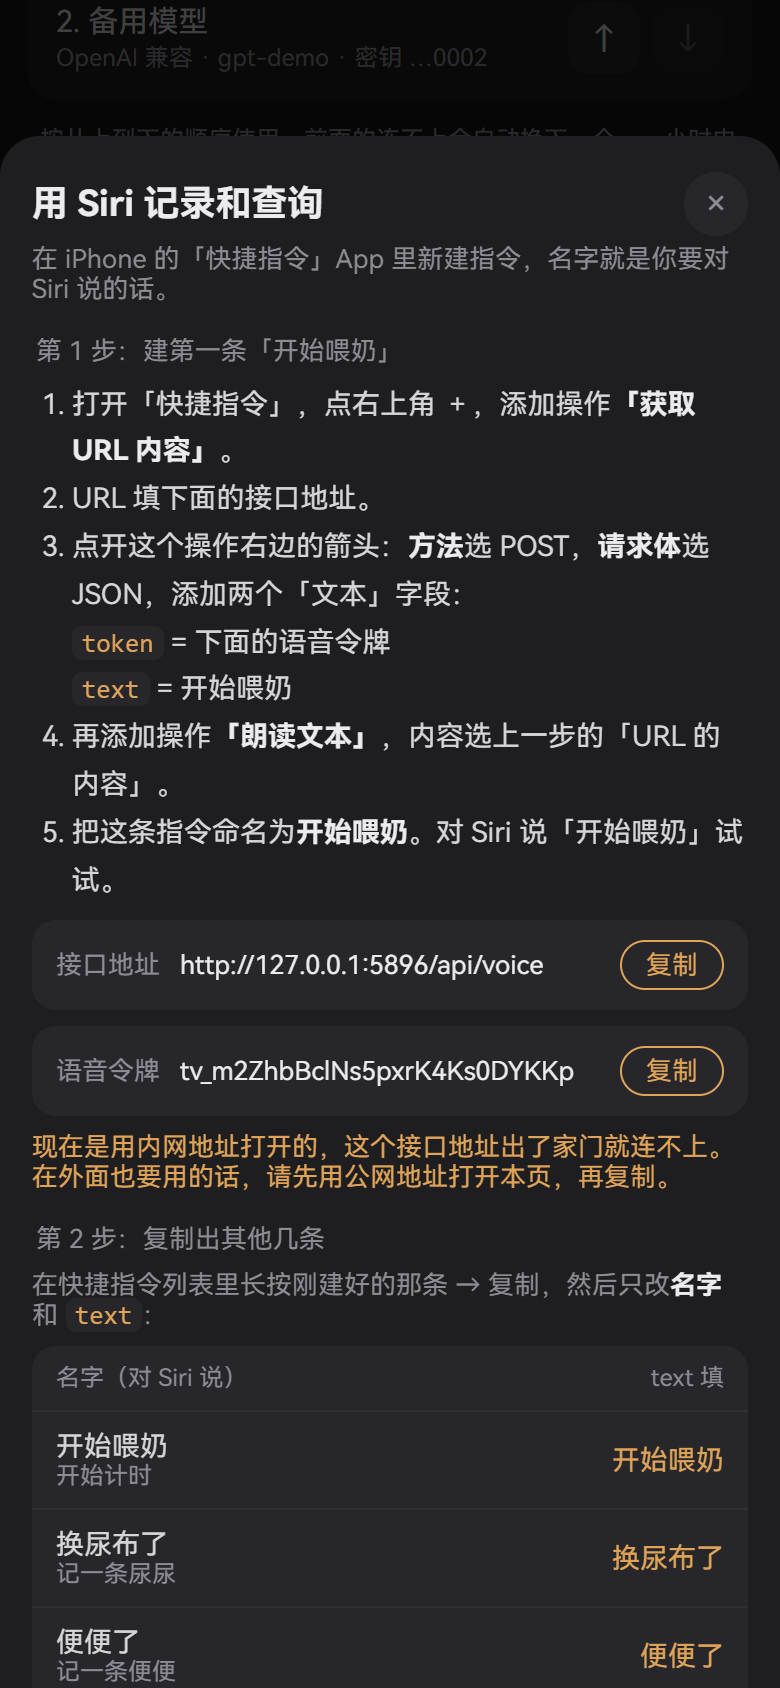 2. 备用模型
OpenAI 兼容 · gpt-demo · 密钥 …0002
↑
↓
用 Siri 记录和查询
×
在 iPhone 的「快捷指令」App 里新建指令，名字就是你要对
Siri 说的话。
第 1 步：建第一条「开始喂奶」
1. 打开「快捷指令」，点右上角 +，添加操作「获取
URL 内容」。
2. URL 填下面的接口地址。
3. 点开这个操作右边的箭头：方法选 POST，请求体选
JSON，添加两个「文本」字段：
token = 下面的语音令牌
text = 开始喂奶
4. 再添加操作「朗读文本」，内容选上一步的「URL 的
内容」。
5. 把这条指令命名为开始喂奶。对 Siri 说「开始喂奶」试
试。
接口地址 http://127.0.0.1:5896/api/voice 复制
语音令牌 tv_m2ZhbBclNs5pxrK4Ks0DYKKp 复制
现在是用内网地址打开的，这个接口地址出了家门就连不上。
在外面也要用的话，请先用公网地址打开本页，再复制。
第 2 步：复制出其他几条
在快捷指令列表里长按刚建好的那条 → 复制，然后只改名字
和 text：
名字（对 Siri 说） text 填
开始喂奶 开始喂奶
开始计时
换尿布了 换尿布了
记一条尿尿
便便了 便便了
记一条便便